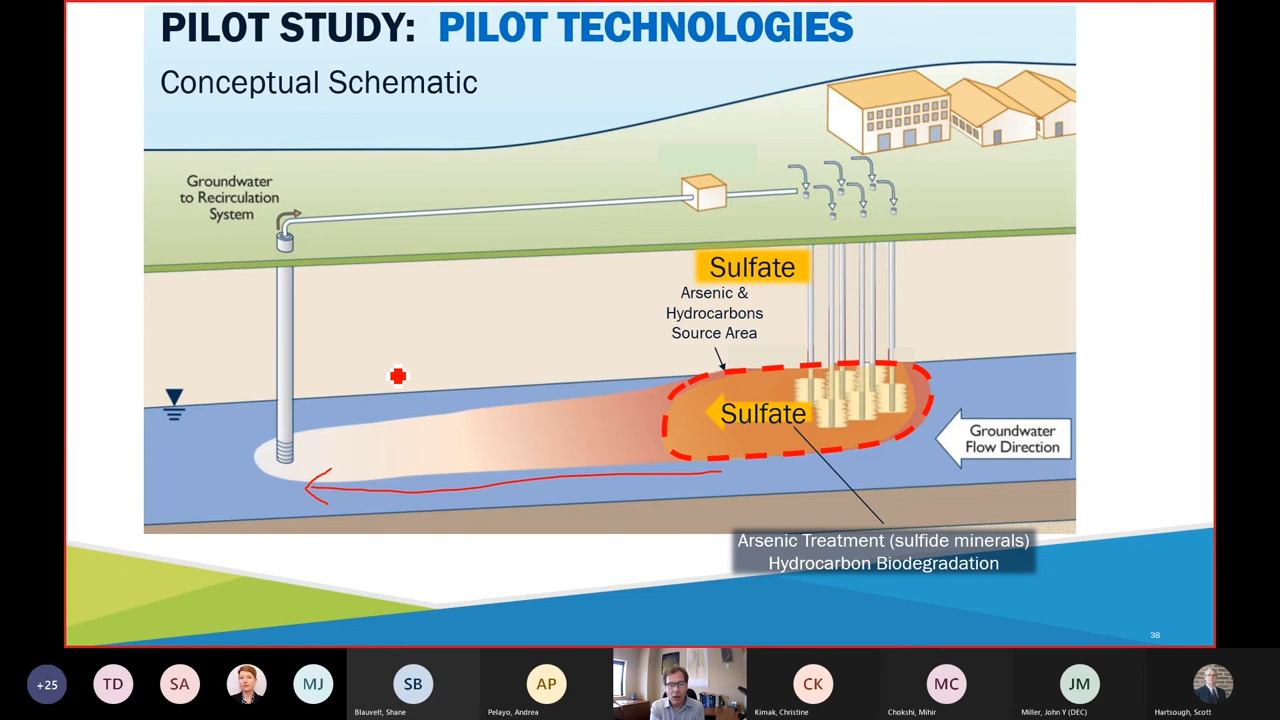 PILOT STUDY: PILOT TECHNOLOGIES
Conceptual Schematic
Groundwater
to Recirculation
System
Sulfate
Arsenic &
Hydrocarbons
Source Area
Sulfate
Groundwater
Flow Direction
Arsenic Treatment (sulfide minerals)
Hydrocarbon Biodegradation
38
+25
TD
SA
MJ
SB
Blauvelt, Shane
AP
Pelayo, Andrea
CK
Kimak, Christine
MC
Chokshi, Mihir
JM
Miller, John Y (DEC)
Hartsough, Scott